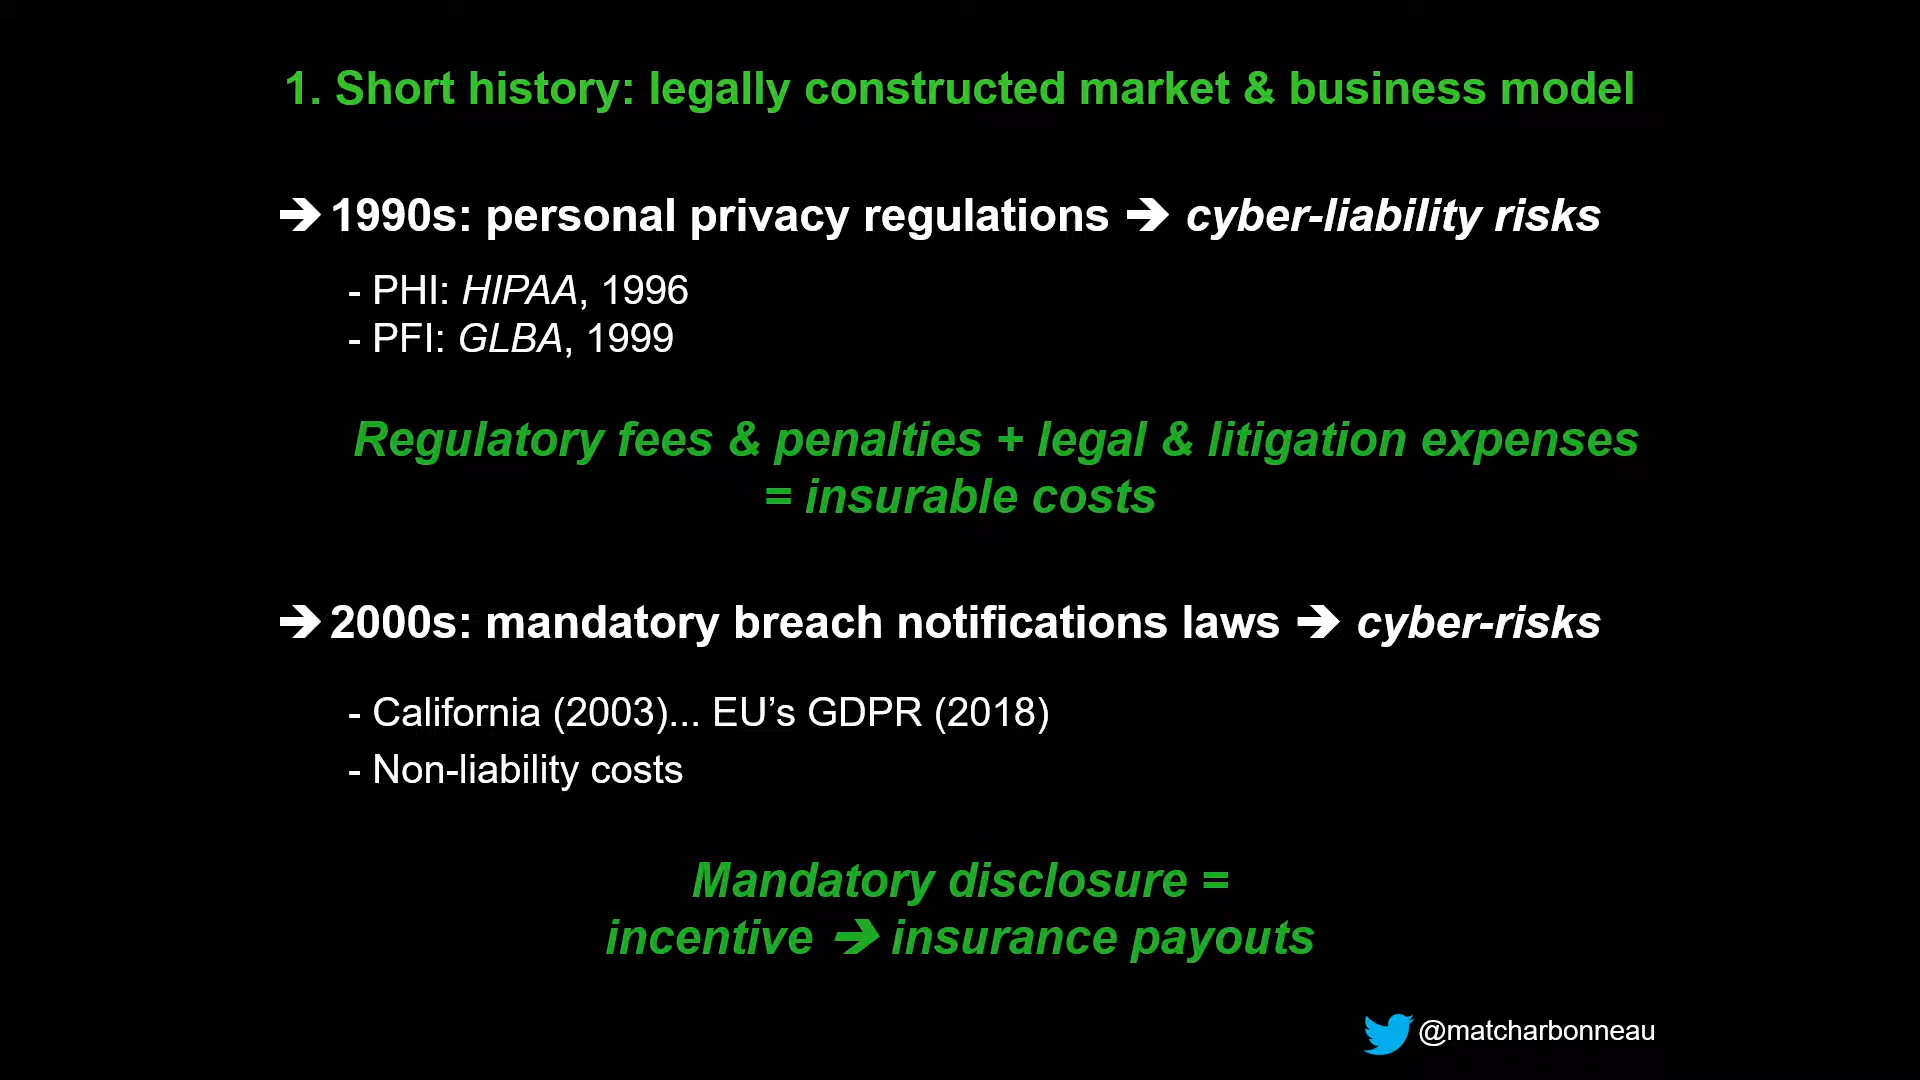 1. Short history: legally constructed market & business model
➔ 1990s: personal privacy regulations ➔ cyber-liability risks
- PHI: HIPAA, 1996
- PFI: GLBA, 1999
Regulatory fees & penalties + legal & litigation expenses
= insurable costs
➔ 2000s: mandatory breach notifications laws ➔ cyber-risks
- California (2003)... EU’s GDPR (2018)
- Non-liability costs
Mandatory disclosure =
incentive ➔ insurance payouts
@matcharbonneau